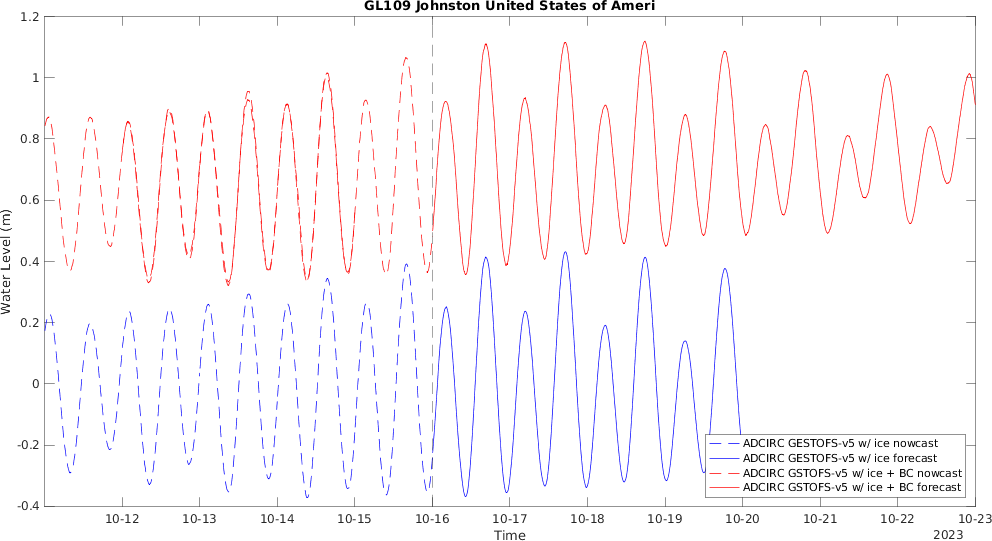 GL109 Johnston United States of Ameri
1.2
1
0.8
0.6
0.4
0.2
0
-0.2
-0.4
Water Level (m)
ADCIRC GESTOFS-v5 w/ ice nowcast
ADCIRC GESTOFS-v5 w/ ice forecast
ADCIRC GSTOFS-v5 w/ ice + BC nowcast
ADCIRC GSTOFS-v5 w/ ice + BC forecast
10-12 10-13 10-14 10-15 10-16 10-17 10-18 10-19 10-20 10-21 10-22 10-23
Time
2023